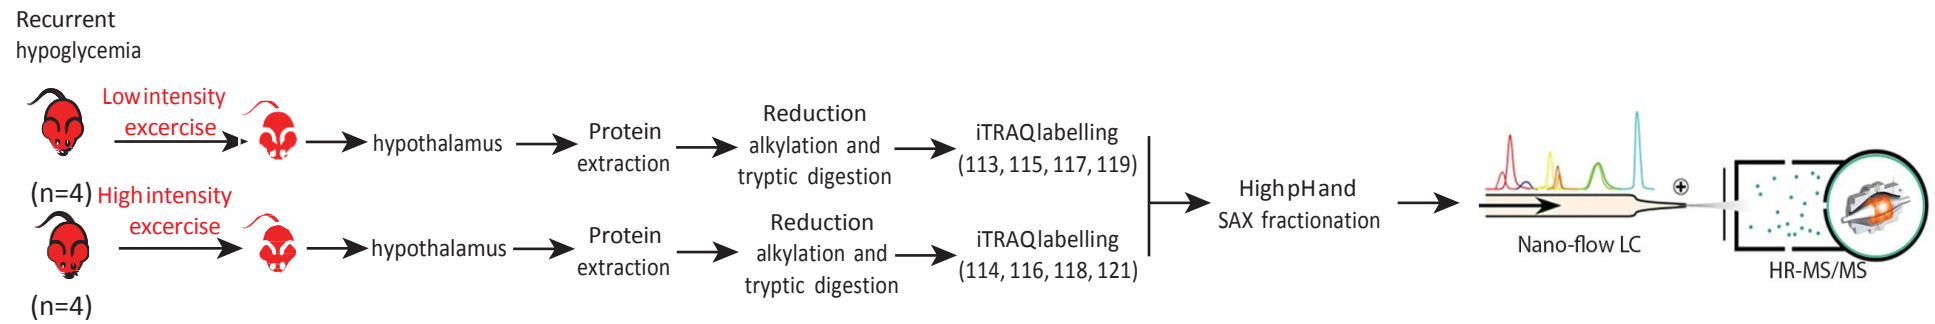 Recurrent
hypoglycemia
Low intensity
excercise
(n=4)
hypothalamus
Protein
extraction
Reduction
alkylation and
tryptic digestion
iTRAQ labelling
(113, 115, 117, 119)
High intensity
excercise
(n=4)
hypothalamus
Protein
extraction
Reduction
alkylation and
tryptic digestion
iTRAQ labelling
(114, 116, 118, 121)
High pH and
SAX fractionation
+
Nano-flow LC
HR-MS/MS